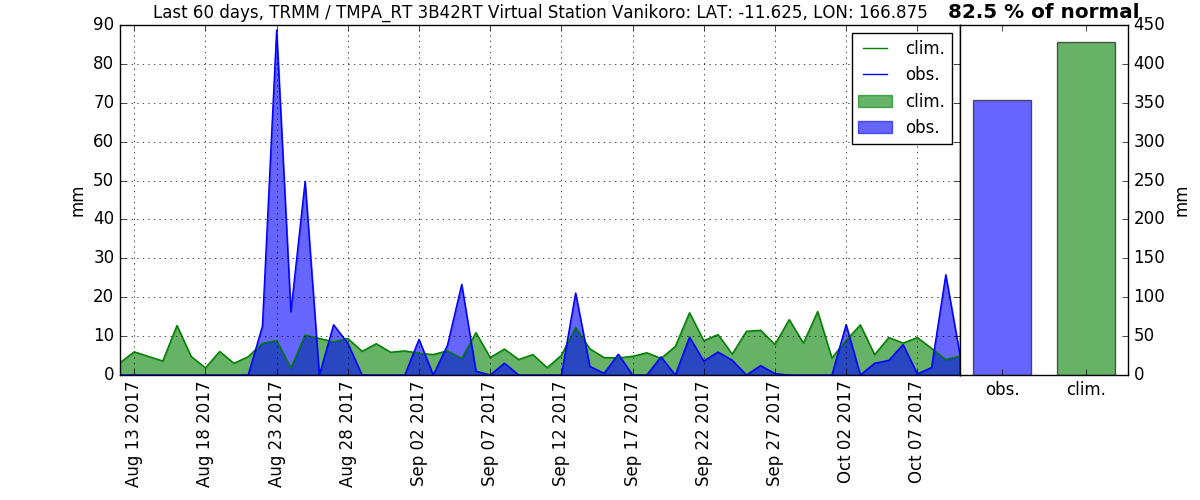 Last 60 days, TRMM / TMPA_RT 3B42RT Virtual Station Vanikoro: LAT: -11.625, LON: 166.875
82.5 % of normal
90
80
70
60
50
40
30
20
10
0
mm
clim.
obs.
clim.
obs.
Aug 13 2017
Aug 18 2017
Aug 23 2017
Aug 28 2017
Sep 02 2017
Sep 07 2017
Sep 12 2017
Sep 17 2017
Sep 22 2017
Sep 27 2017
Oct 02 2017
Oct 07 2017
450
400
350
300
250
200
150
100
50
0
mm
obs.
clim.